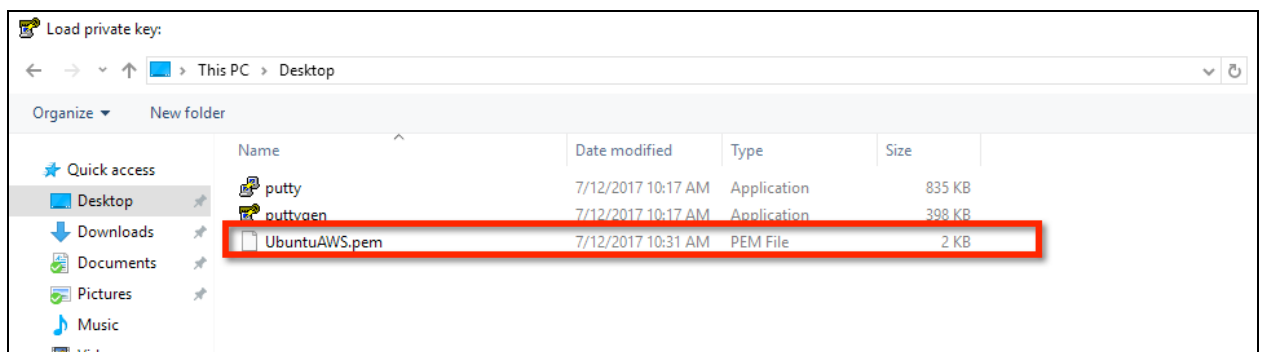 Load private key:
This PC > Desktop
Organize New folder
Name Date modified Type Size
Quick access
Desktop
Downloads
Documents
Pictures
Music
putty 7/12/2017 10:17 AM Application 835 KB
puttygen 7/12/2017 10:17 AM Application 398 KB
UbuntuAWS.pem 7/12/2017 10:31 AM PEM File 2 KB